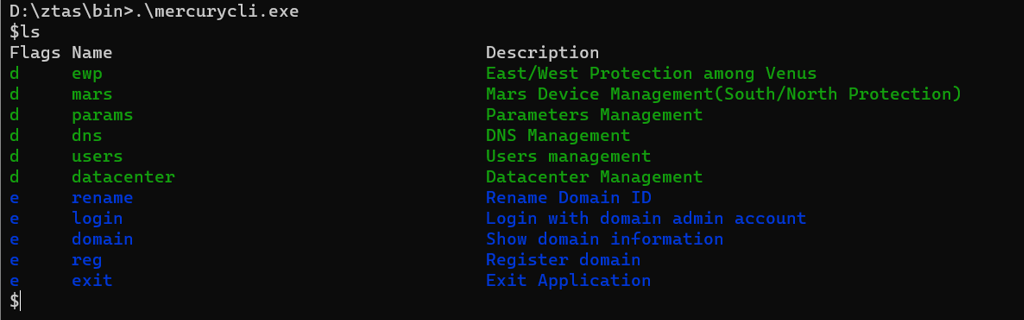 D:\ztas\bin>.\mercurycli.exe
$ls
Flags Name Description
d ewp East/West Protection among Venus
d mars Mars Device Management(South/North Protection)
d params Parameters Management
d dns DNS Management
d users Users management
d datacenter Datacenter Management
e rename Rename Domain ID
e login Login with domain admin account
e domain Show domain information
e reg Register domain
e exit Exit Application
$